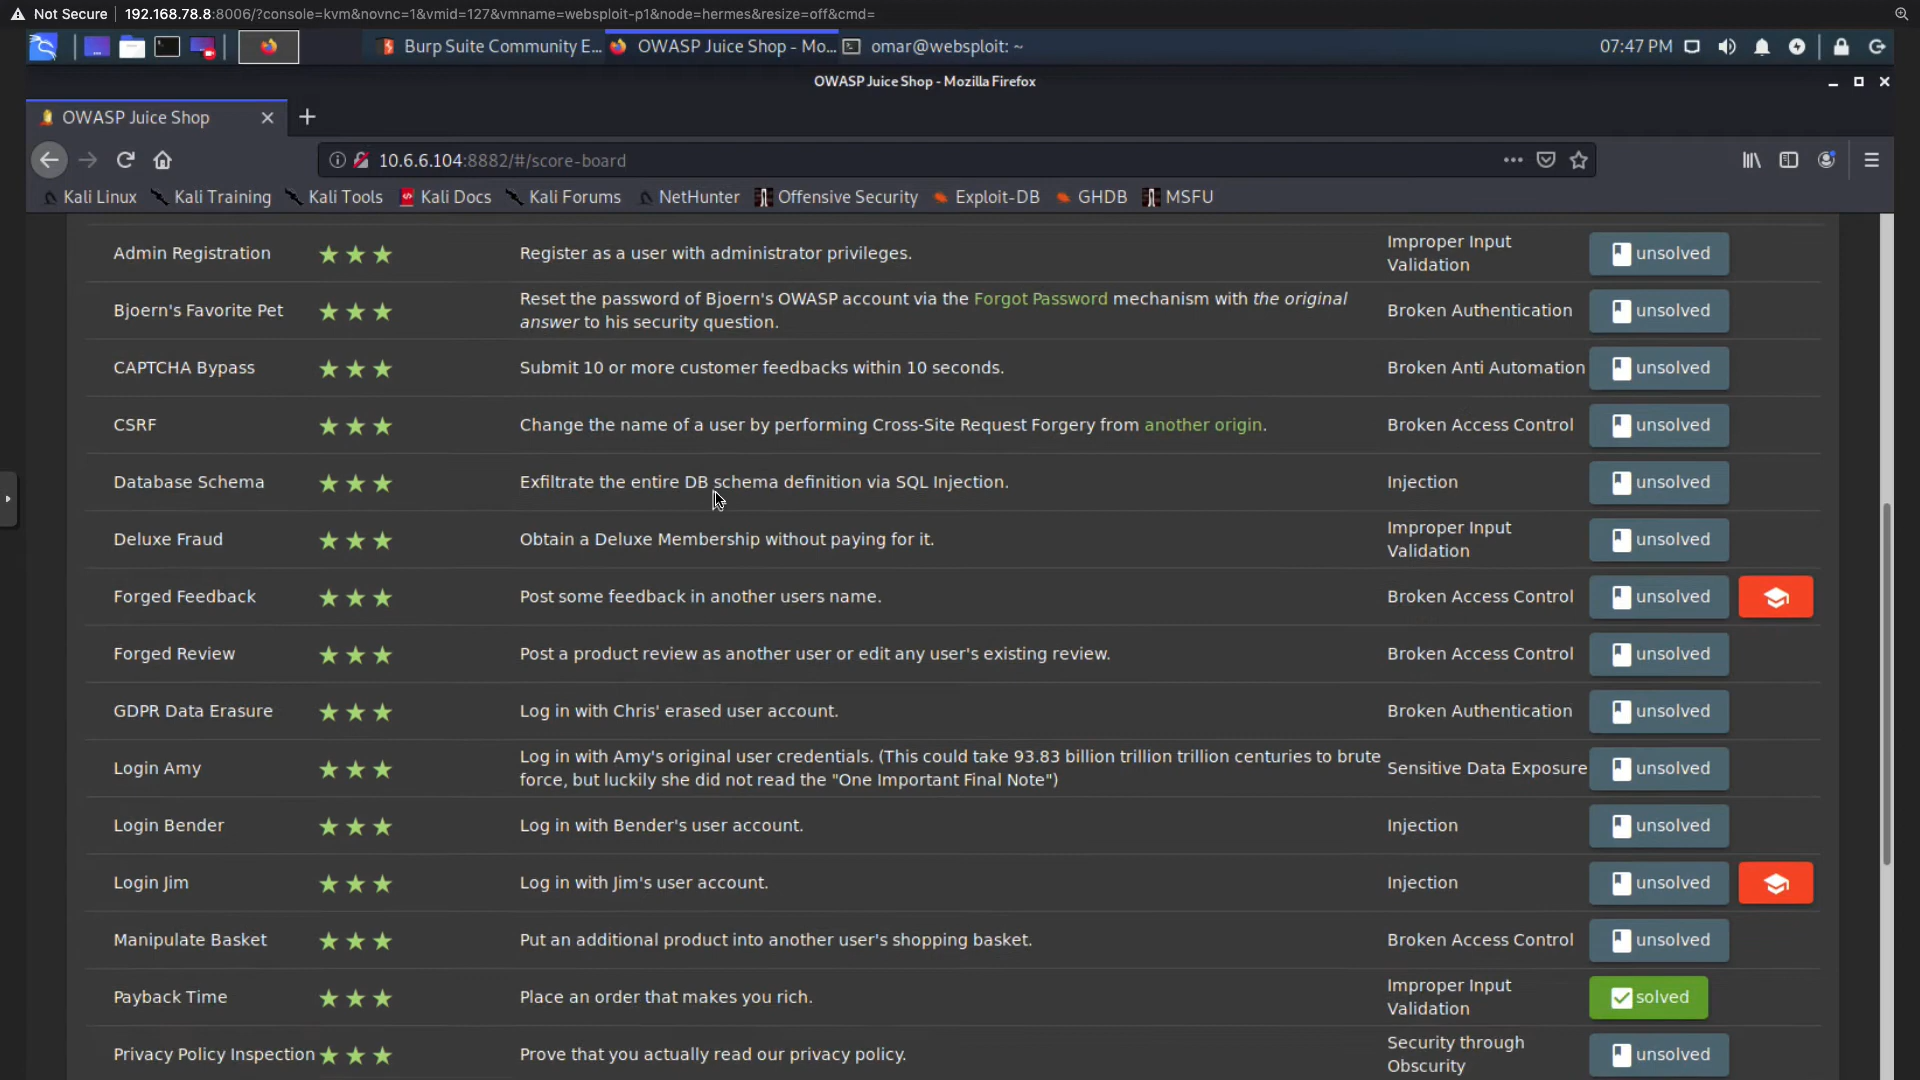 Not Secure | 192.168.78.8:8006/?console=kvm&novnc=1&vmid=127&vmname=websploit-p1&node=hermes&resize=off&cmd=
Burp Suite Community E... OWASP Juice Shop - Mo... omar@websploit: ~ 07:47 PM
OWASP Juice Shop - Mozilla Firefox
OWASP Juice Shop
10.6.6.104:8882/#/score-board
Kali Linux Kali Training Kali Tools Kali Docs Kali Forums NetHunter Offensive Security Exploit-DB GHDB MSFU
Admin Registration Register as a user with administrator privileges. Improper Input
Validation unsolved
Bjoern's Favorite Pet Reset the password of Bjoern's OWASP account via the Forgot Password mechanism with the original
answer to his security question. Broken Authentication unsolved
CAPTCHA Bypass Submit 10 or more customer feedbacks within 10 seconds. Broken Anti Automation unsolved
CSRF Change the name of a user by performing Cross-Site Request Forgery from another origin. Broken Access Control unsolved
Database Schema Exfiltrate the entire DB schema definition via SQL Injection. Injection unsolved
Deluxe Fraud Obtain a Deluxe Membership without paying for it. Improper Input
Validation unsolved
Forged Feedback Post some feedback in another users name. Broken Access Control unsolved
Forged Review Post a product review as another user or edit any user's existing review. Broken Access Control unsolved
GDPR Data Erasure Log in with Chris' erased user account. Broken Authentication unsolved
Login Amy Log in with Amy's original user credentials. (This could take 93.83 billion trillion trillion centuries to brute
force, but luckily she did not read the "One Important Final Note") Sensitive Data Exposure unsolved
Login Bender Log in with Bender's user account. Injection unsolved
Login Jim Log in with Jim's user account. Injection unsolved
Manipulate Basket Put an additional product into another user's shopping basket. Broken Access Control unsolved
Payback Time Place an order that makes you rich. Improper Input
Validation solved
Privacy Policy Inspection Prove that you actually read our privacy policy. Security through
Obscurity unsolved